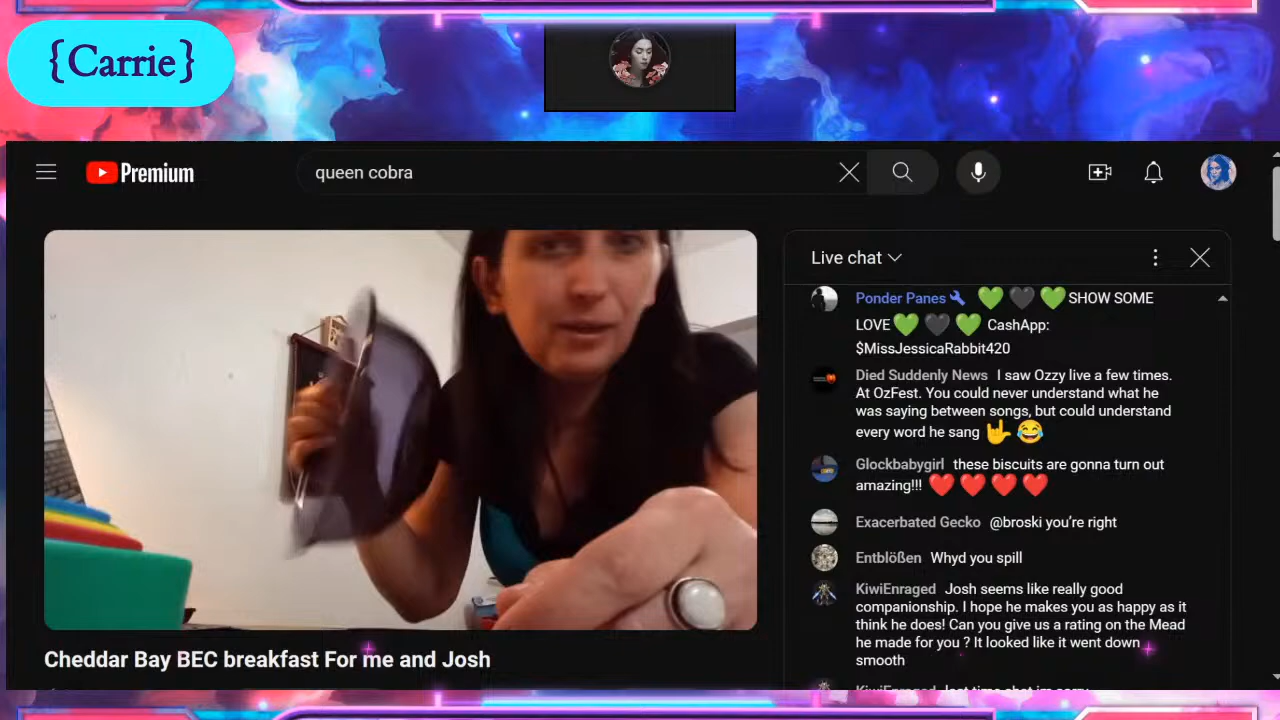 {Carrie}
Premium
queen cobra
Live chat
Ponder Panes 💚🖤💚 SHOW SOME
LOVE 💚🖤💚 CashApp:
$MissJessicaRabbit420
Died Suddenly News I saw Ozzy live a few times.
At OzFest. You could never understand what he
was saying between songs, but could understand
every word he sang 🤟😂
Glockbabygirl these biscuits are gonna turn out
amazing!!! ❤️❤️❤️❤️
Exacerbated Gecko @broski you're right
Entblößen Whyd you spill
KiwiEnraged Josh seems like really good
companionship. I hope he makes you as happy as it
think he does! Can you give us a rating on the Mead
he made for you ? It looked like it went down
smooth
KiwiEnraged
Cheddar Bay BEC breakfast For me and Josh